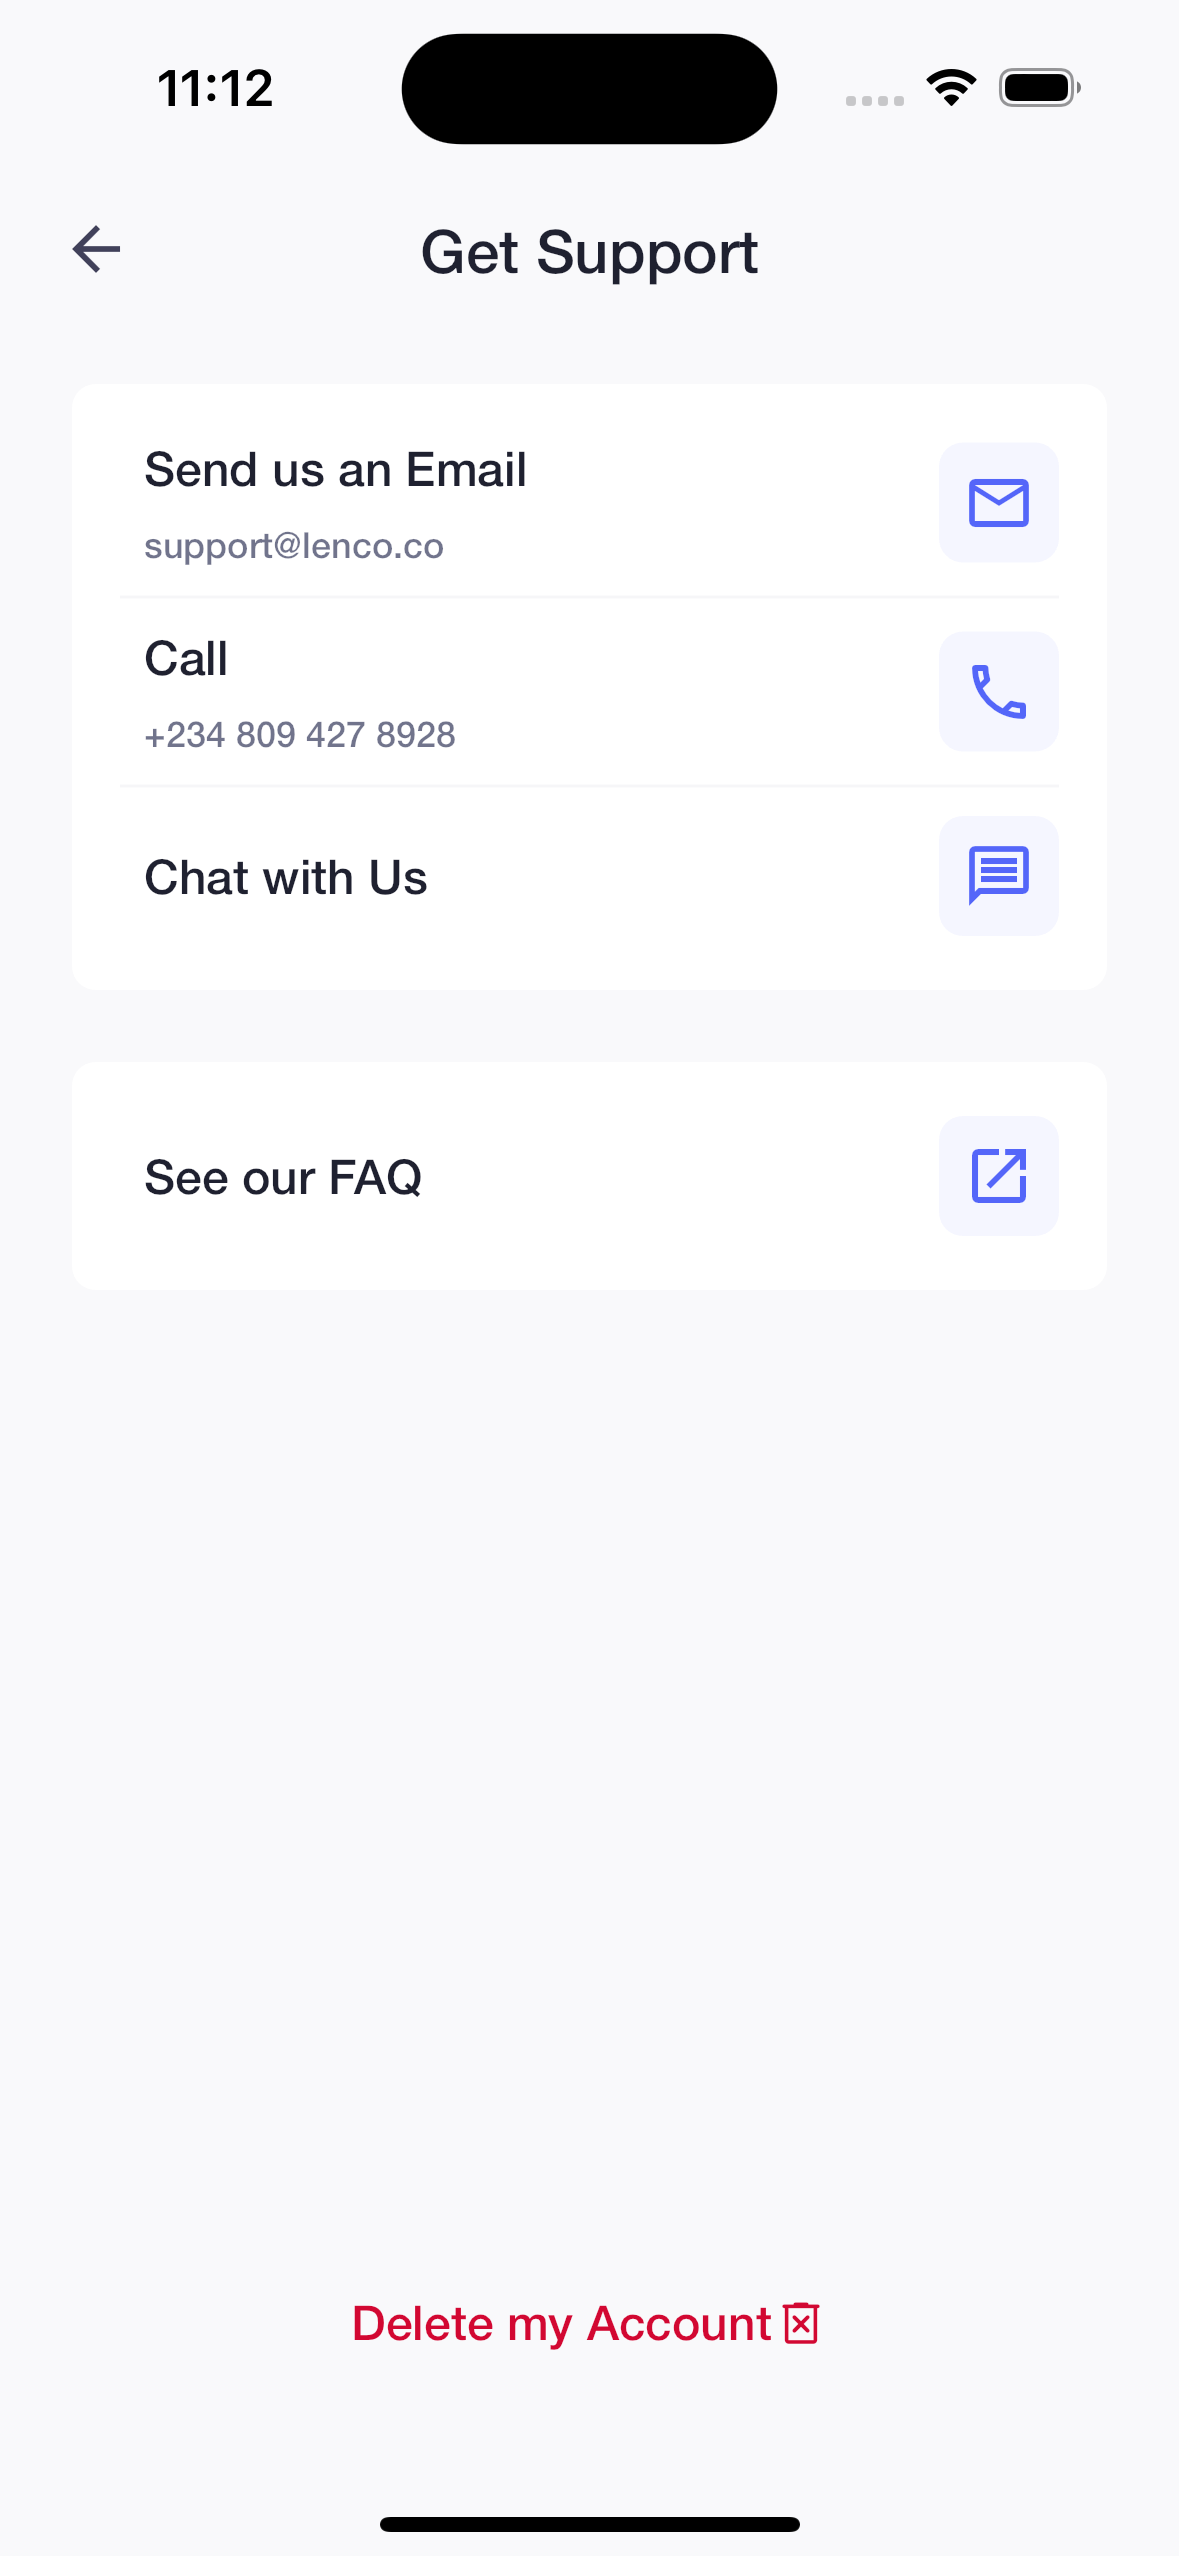 11:12
Get Support
Send us an Email
support@lenco.co
Call
+234 809 427 8928
Chat with Us
See our FAQ
Delete my Account